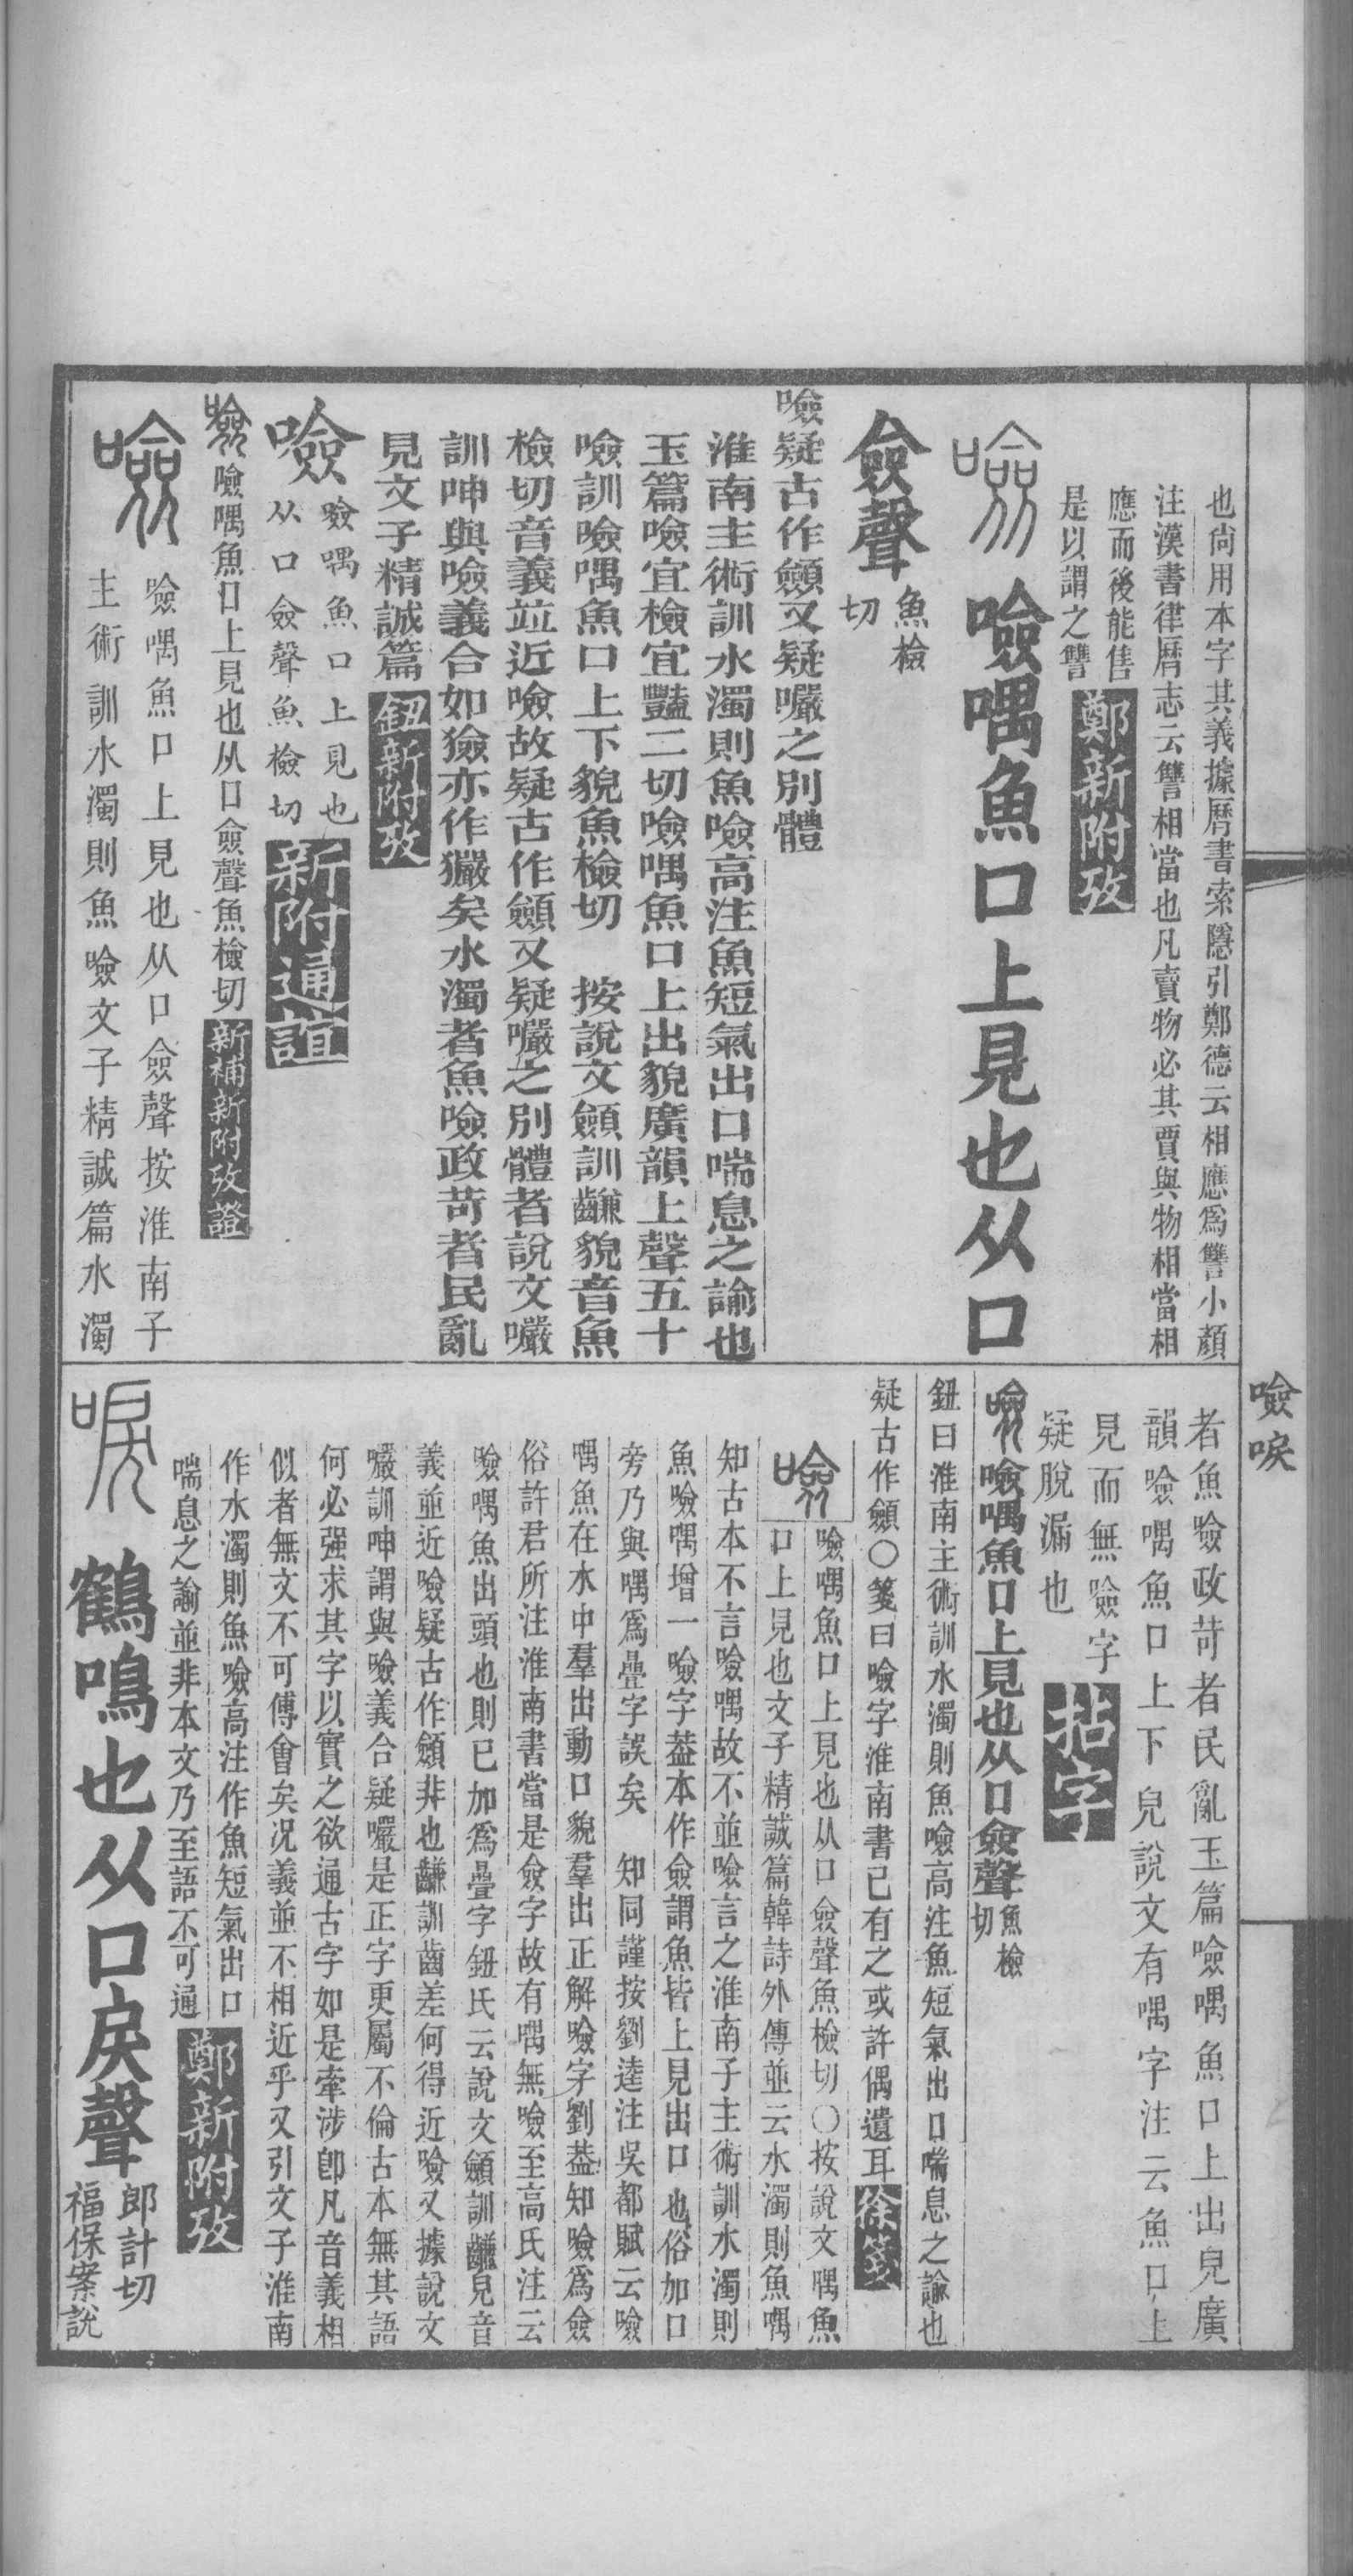 也尙用本字其義據厝書索隱引鄭德云相應爲讐小顏
注漢書律厝志云讐相當也凡賣物必其賈與物相當相
應而後能售
是以謂之讐
鄭新附攷
噞喁魚口上見也从口
僉聲
魚檢
切
噞疑古作䫡又疑㘙之別體
淮南主術訓水濁則魚噞高注魚短氣出口喘息之諭也
玉篇噞宜檢宜豔二切噞喁魚口上出貌廣韻上聲五十
噞訓噞喁魚口上下貌魚檢切 按說文䫡訓䶢貌音魚
檢切音義竝近噞故疑古作䫡又疑㘙之別體者說文㘙
訓呻與噞義合如獫亦作玁矣水濁者魚噞政苛者民亂
見文子精誠篇
鈕新附攷
噞
噞喁魚口上見也
从口僉聲魚檢切
新附通誼
噞喁魚口上見也从口僉聲魚檢切
新補新附攷證
噞喁魚口上見也从口僉聲按淮南子
主術訓水濁則魚噞文子精誠篇水濁
噞唳
者魚噞政苛者民亂玉篇噞喁魚口上出皃廣
韻噞喁魚口上下皃說文有喁字注云魚口上
見而無噞字
疑脫漏也
拈字
噞喁魚口上見也从口僉聲
魚檢
切
鈕曰淮南主術訓水濁則魚噞高注魚短氣出口喘息之諭也
疑古作䫡〇箋曰噞字淮南書已有之或許偶遺耳
徐箋
噞喁魚口上見也从口僉聲魚檢切〇按說文喁魚
口上見也文子精誠篇韓詩外傳並云水濁則魚喁
知古本不言噞喁故不並噞言之淮南子主術訓水濁則
魚噞喁增一噞字葢本作僉謂魚皆上見出口也俗加口
旁乃與喁爲疊字誤矣 知同謹按劉逵注吳都賦云噞
喁魚在水中羣出動口貌羣出正解噞字劉葢知噞爲僉
俗許君所注淮南書當是僉字故有喁無噞至高氏注云
噞喁魚出頭也則已加爲疊字鈕氏云說文䫡訓䶢皃音
義並近噞疑古作䫡非也䶢訓齒差何得近噞又據說文
㘙訓呻謂與噞義合疑㘙是正字更屬不倫古本無其語
何必强求其字以實之欲通古字如是牽涉卽凡音義相
似者無文不可傅會矣况義並不相近乎又引文子淮南
作水濁則魚噞高注作魚短氣出口
喘息之諭並非本文乃至語不可通
鄭新附攷
鶴鳴也从口戾聲
郎計切
福保案說